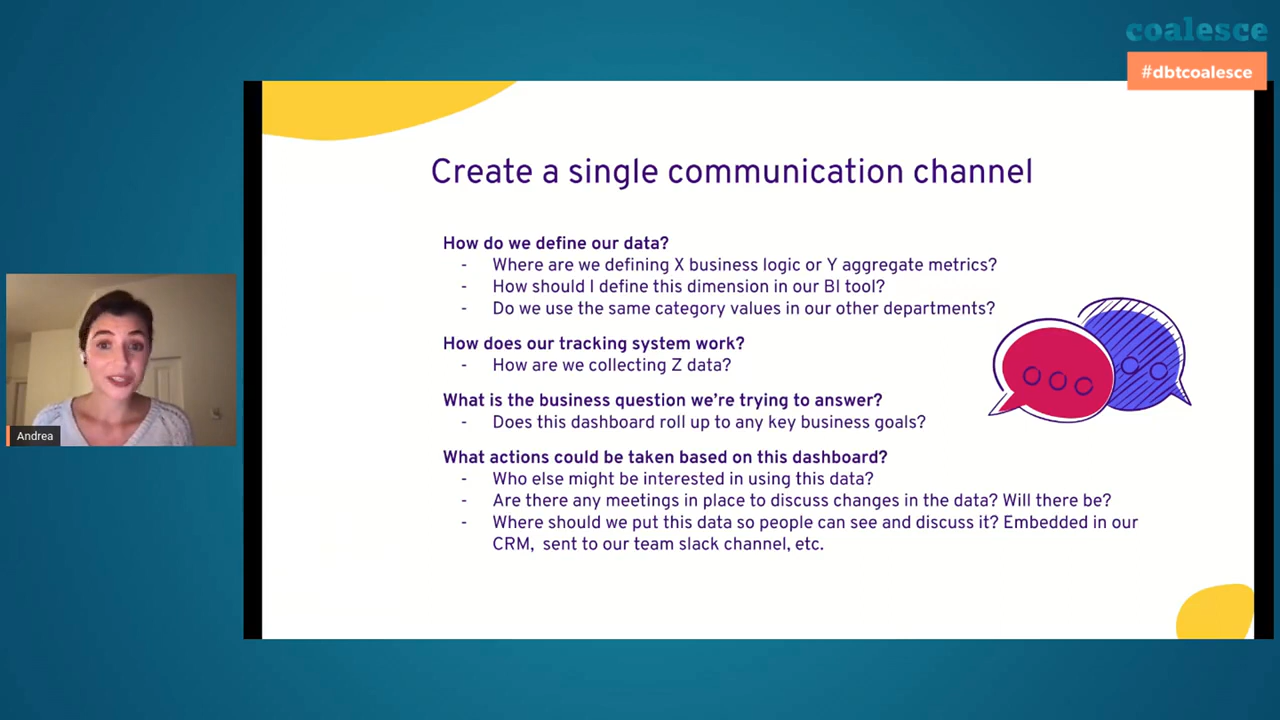 coalesce
#dbtcoalesce
Create a single communication channel
How do we define our data?
- Where are we defining X business logic or Y aggregate metrics?
- How should I define this dimension in our BI tool?
- Do we use the same category values in our other departments?
How does our tracking system work?
- How are we collecting Z data?
What is the business question we're trying to answer?
- Does this dashboard roll up to any key business goals?
What actions could be taken based on this dashboard?
- Who else might be interested in using this data?
- Are there any meetings in place to discuss changes in the data? Will there be?
- Where should we put this data so people can see and discuss it? Embedded in our
CRM, sent to our team slack channel, etc.
Andrea